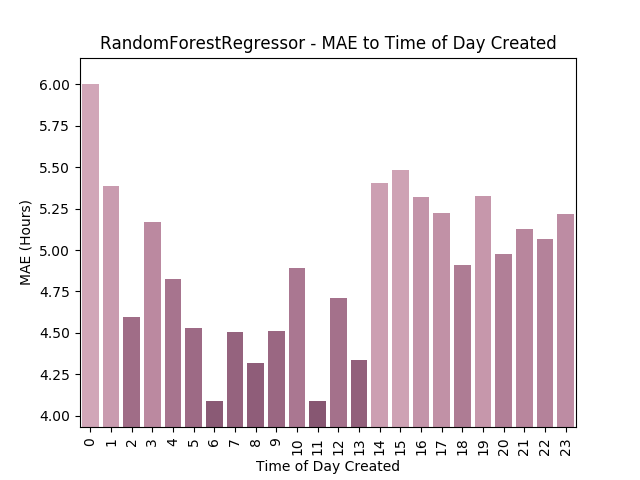 RandomForestRegressor - MAE to Time of Day Created
MAE (Hours)
6.00
5.75
5.50
5.25
5.00
4.75
4.50
4.25
4.00
0 1 2 3 4 5 6 7 8 9 10 11 12 13 14 15 16 17 18 19 20 21 22 23
Time of Day Created